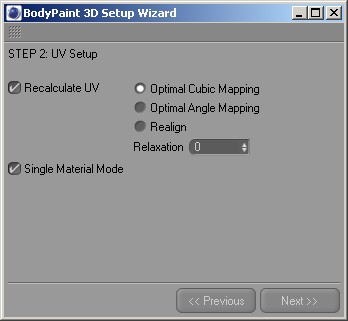 BodyPaint 3D Setup Wizard
STEP 2: UV Setup
Recalculate UV
Optimal Cubic Mapping
Optimal Angle Mapping
Realign
Relaxation 0
Single Material Mode
<< Previous
Next >>